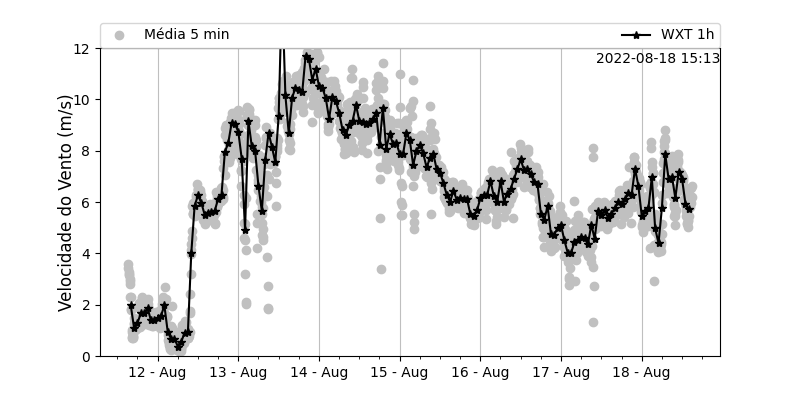 Média 5 min
WXT 1h
2022-08-18 15:13
Velocidade do Vento (m/s)
12
10
8
6
4
2
0
12 - Aug
13 - Aug
14 - Aug
15 - Aug
16 - Aug
17 - Aug
18 - Aug